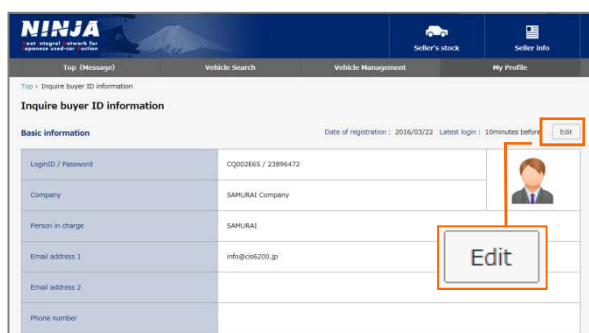 NINJA
Next integral network for
Japanese used-car auction
Seller's stock
Seller info
Top (Message)
Vehicle Search
Vehicle Management
My Profile
Top > Inquire buyer ID information
Inquire buyer ID information
Basic information
Date of registration : 2016/03/22 Latest login : 10minutes before
Edit
LoginID / Password
CQ002E65 / 23896472
Company
SAMURAI Company
Person in charge
SAMURAI
Edit
Email address 1
info@cis6200.jp
Email address 2
Phone number